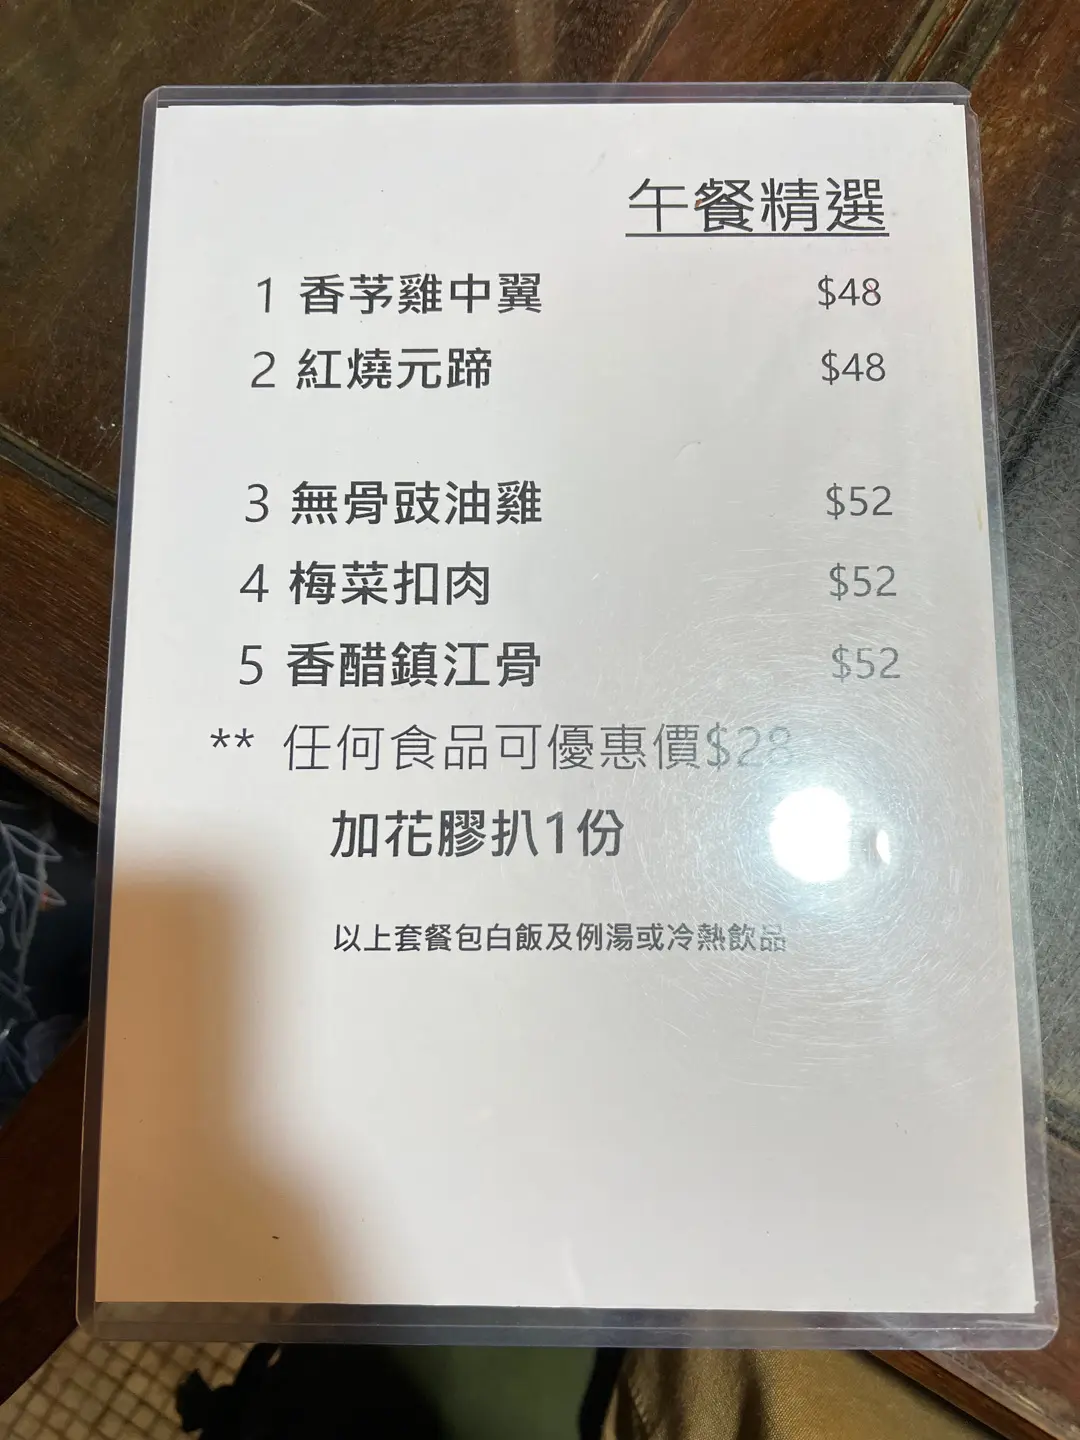 午餐精選
1 香茅雞中翼 $48
2 紅燒元蹄 $48
3 無骨豉油雞 $52
4 梅菜扣肉 $52
5 香醋鎮江骨 $52
** 任何食品可優惠價$28
加花膠扒1份
以上套餐包白飯及例湯或冷熱飲品